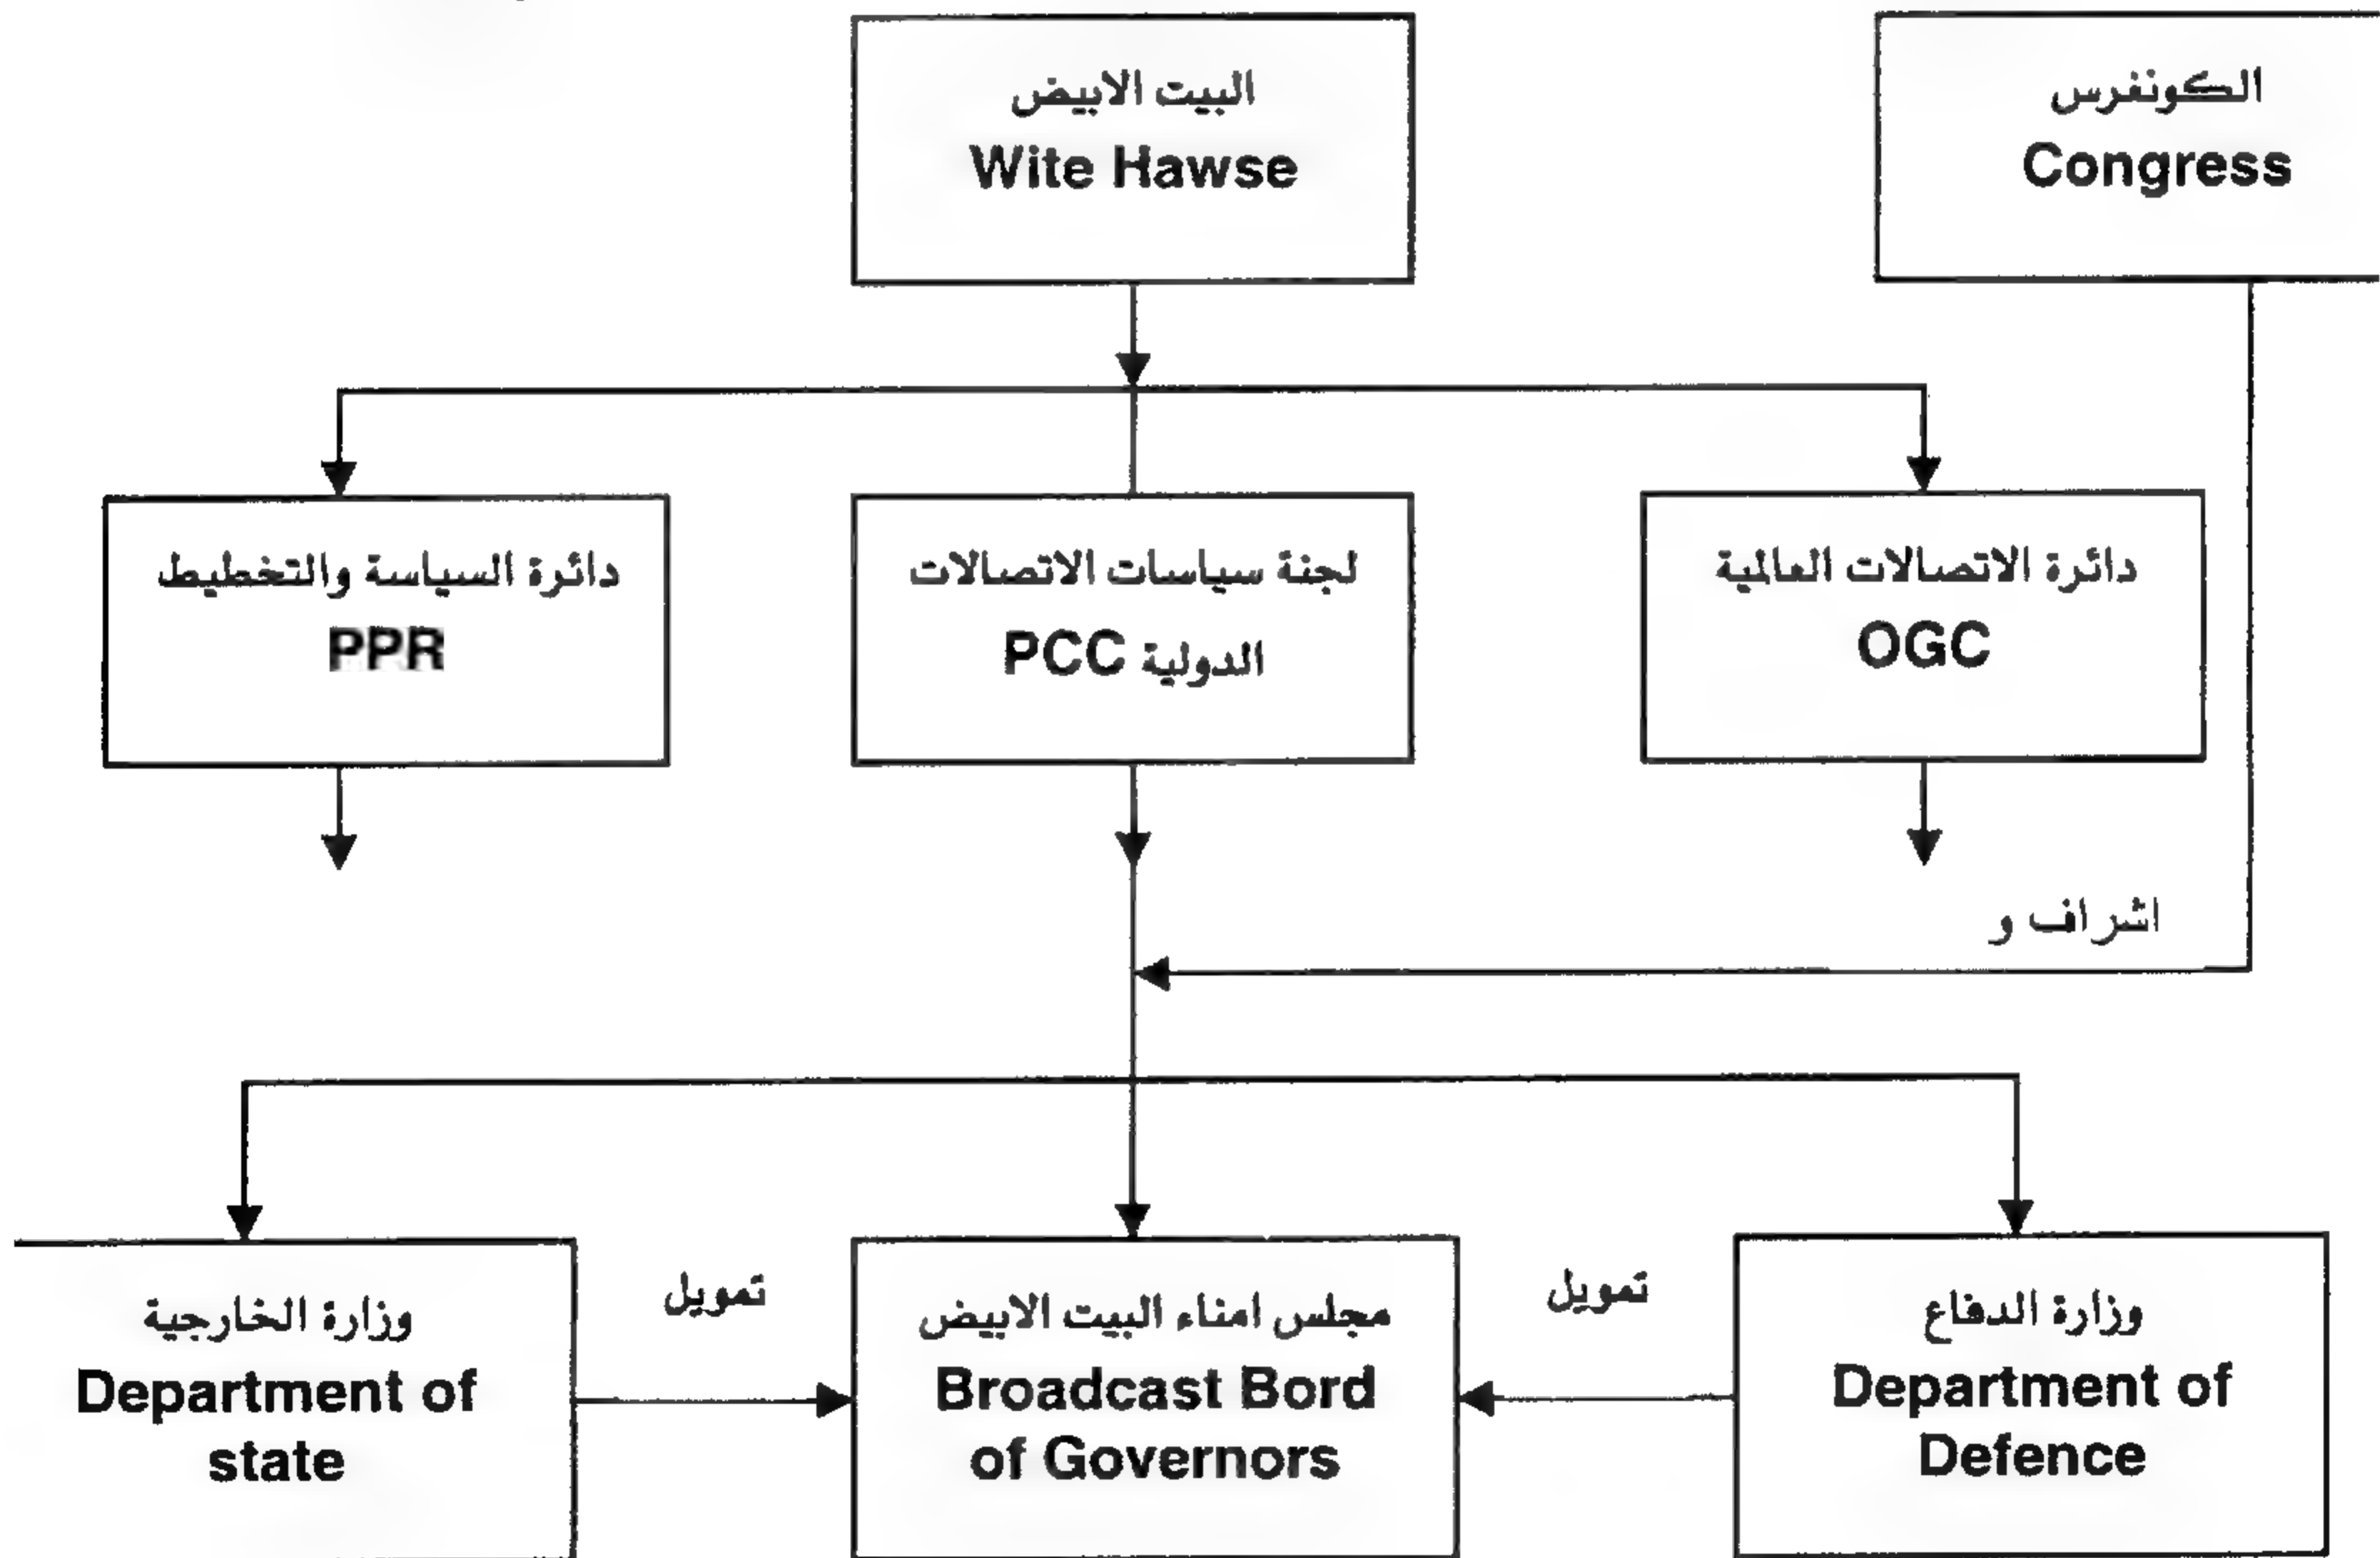 البيت الابيض
Wite Hawse
الكونفرس
Congress
دائرة السياسة والتخطيط
PPR
لجنة سياسات الاتصالات
الدولية PCC
دائرة الاتصالات العالمية
OGC
اشراف و
وزارة الخارجية
Department of
state
تمويل
مجلس امناء البيت الابيض
Broadcast Bord
of Governors
تمويل
وزارة الدفاع
Department of
Defence